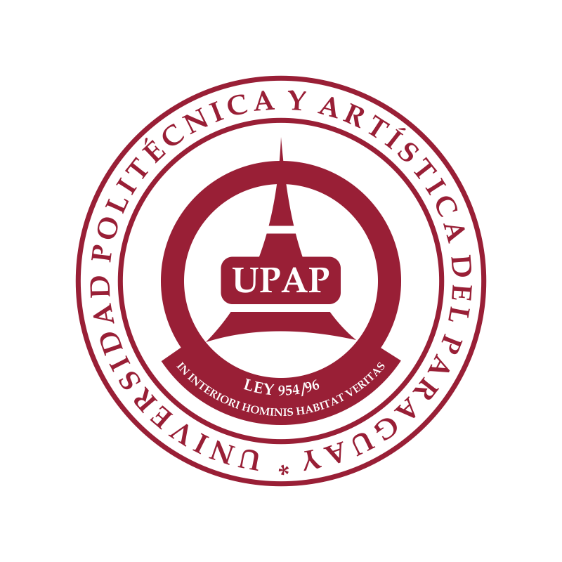 UNIVERSIDAD POLITÉCNICA Y ARTÍSTICA DEL PARAGUAY *
UPAP
LEY 954/96
IN INTERIORI HOMINIS HABITAT VERITAS